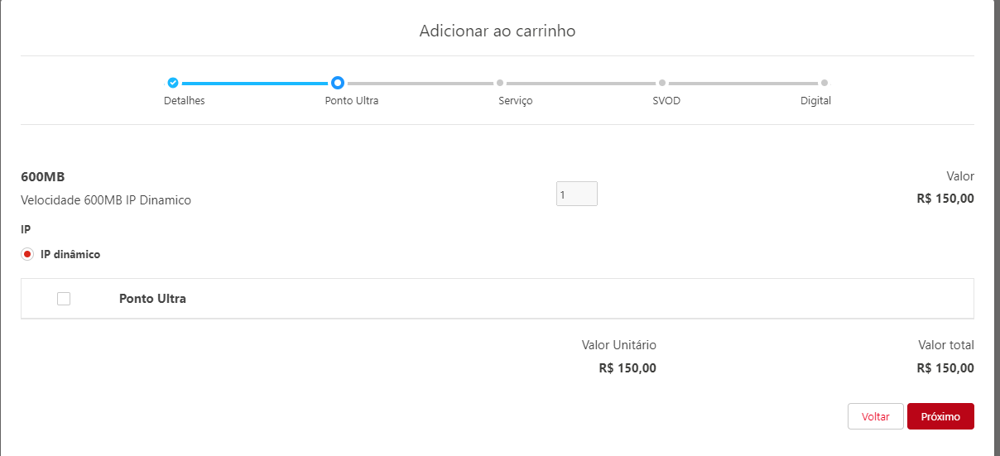 Adicionar ao carrinho
Detalhes
Ponto Ultra
Serviço
SVOD
Digital
600MB
Velocidade 600MB IP Dinamico
1
Valor
R$ 150,00
IP
IP dinâmico
Ponto Ultra
Valor Unitário
R$ 150,00
Valor total
R$ 150,00
Voltar
Próximo